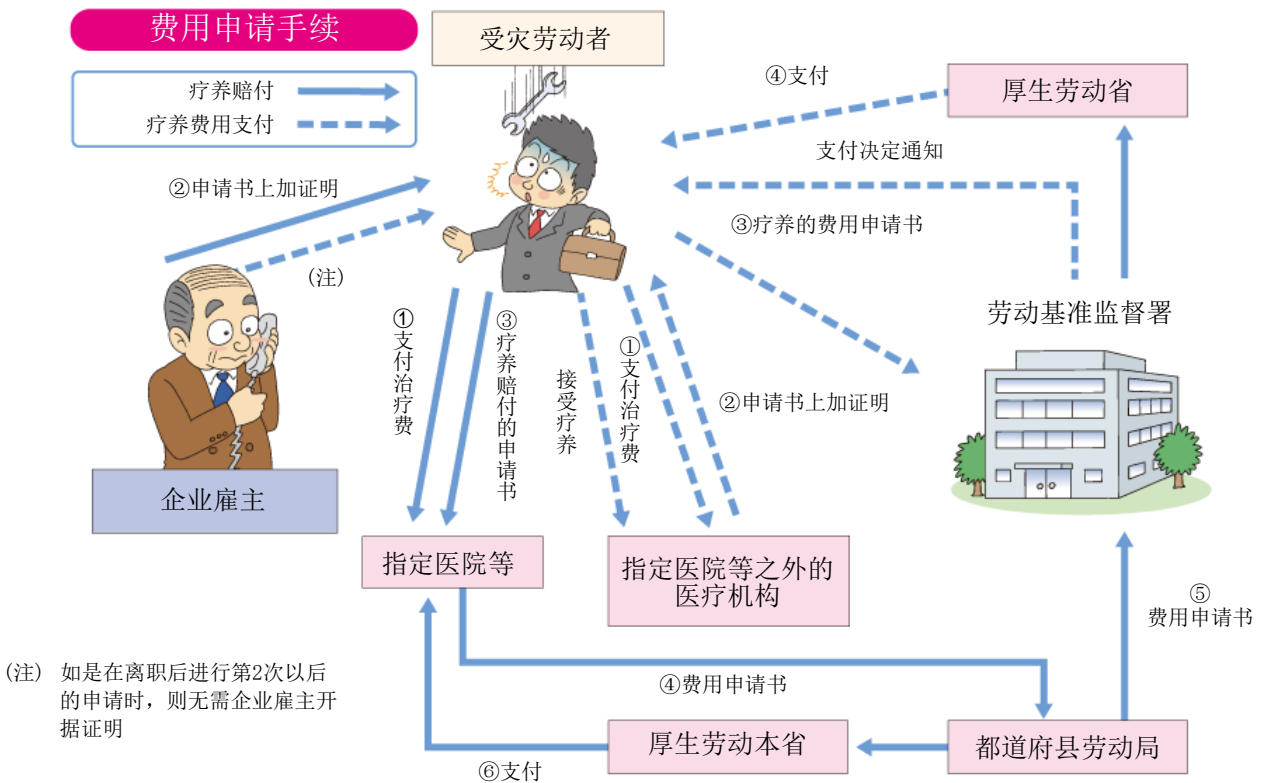 费用申请手续
受灾劳动者
疗养赔付
疗养费用支付
④支付
厚生劳动省
支付决定通知
②申请书上加证明
③疗养的费用申请书
(注)
劳动基准监督署
①支付治疗费
③疗养赔付的申请书
接受疗养
①支付治疗费
②申请书上加证明
企业雇主
指定医院等
指定医院等之外的
医疗机构
⑤
费用申请书
(注) 如是在离职后进行第2次以后
的申请时，则无需企业雇主开
据证明
④费用申请书
厚生劳动本省
都道府县劳动局
⑥支付